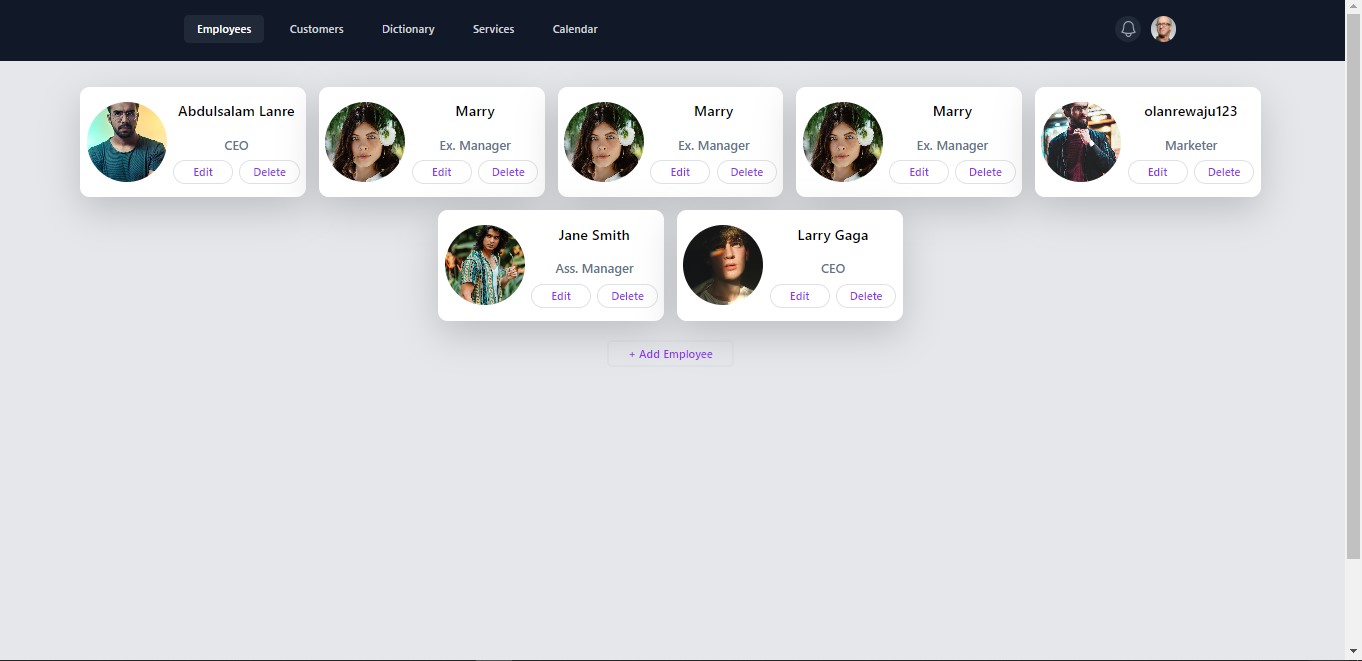 Employees Customers Dictionary Services Calendar
Abdulsalam Lanre Marry Marry Marry olanrewaju123
CEO Ex. Manager Ex. Manager Ex. Manager Marketer
Edit Delete Edit Delete Edit Delete Edit Delete Edit Delete
Jane Smith Larry Gaga
Ass. Manager CEO
Edit Delete Edit Delete
+ Add Employee